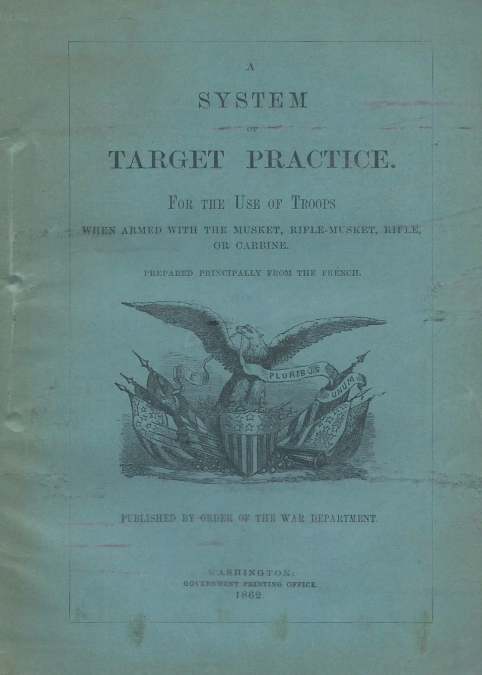 A
SYSTEM
OF
TARGET PRACTICE.
FOR THE USE OF TROOPS
WHEN ARMED WITH THE MUSKET, RIFLE-MUSKET, RIFLE,
OR CARBINE.
PREPARED PRINCIPALLY FROM THE FRENCH.
E
PLURIBUS
UNUM
PUBLISHED BY ORDER OF THE WAR DEPARTMENT.
WASHINGTON:
GOVERNMENT PRINTING OFFICE.
1862.